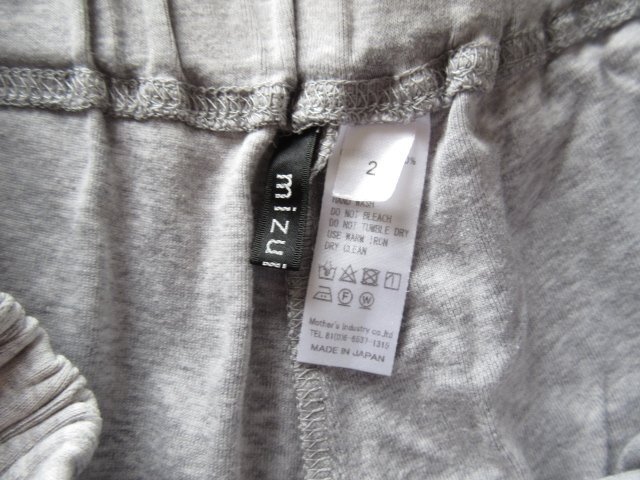 mizu
2
0%
HAND WASH
DO NOT BLEACH
DO NOT TUMBLE DRY
USE WARM IRON
DRY CLEAN
F
W
Mother's Industry co.,ltd
MADE IN JAPAN